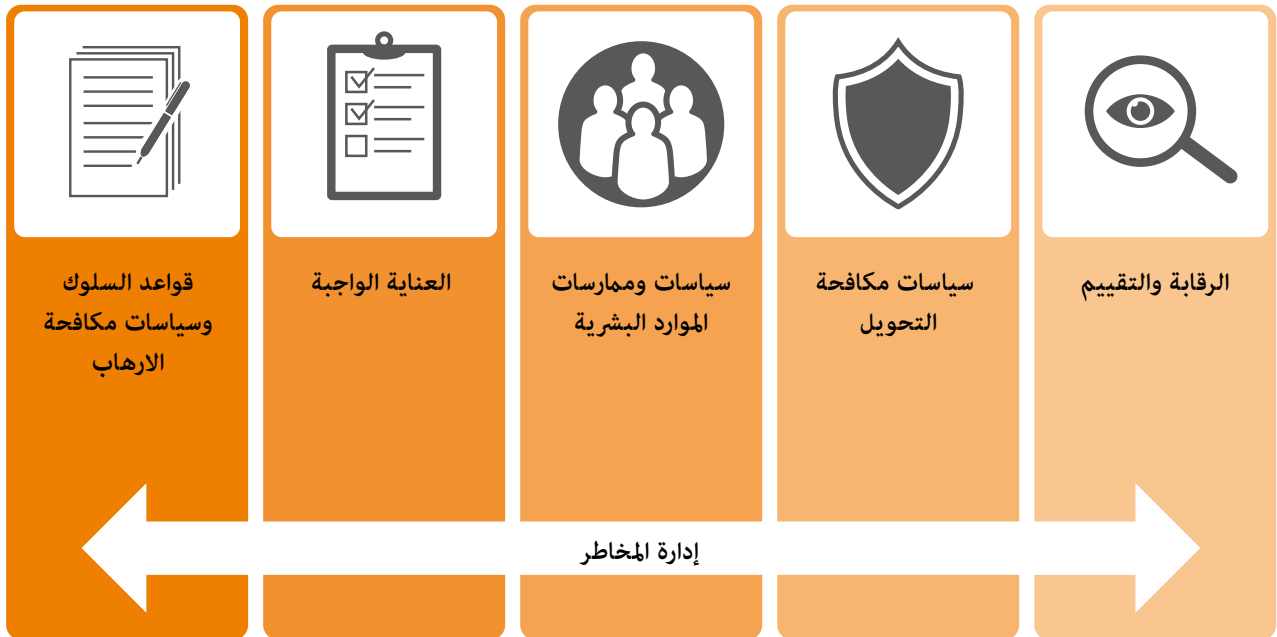 الرقابة والتقييم
سياسات مكافحة
التحويل
سياسات وممارسات
الموارد البشرية
العناية الواجبة
قواعد السلوك
وسياسات مكافحة
الارهاب
إدارة المخاطر